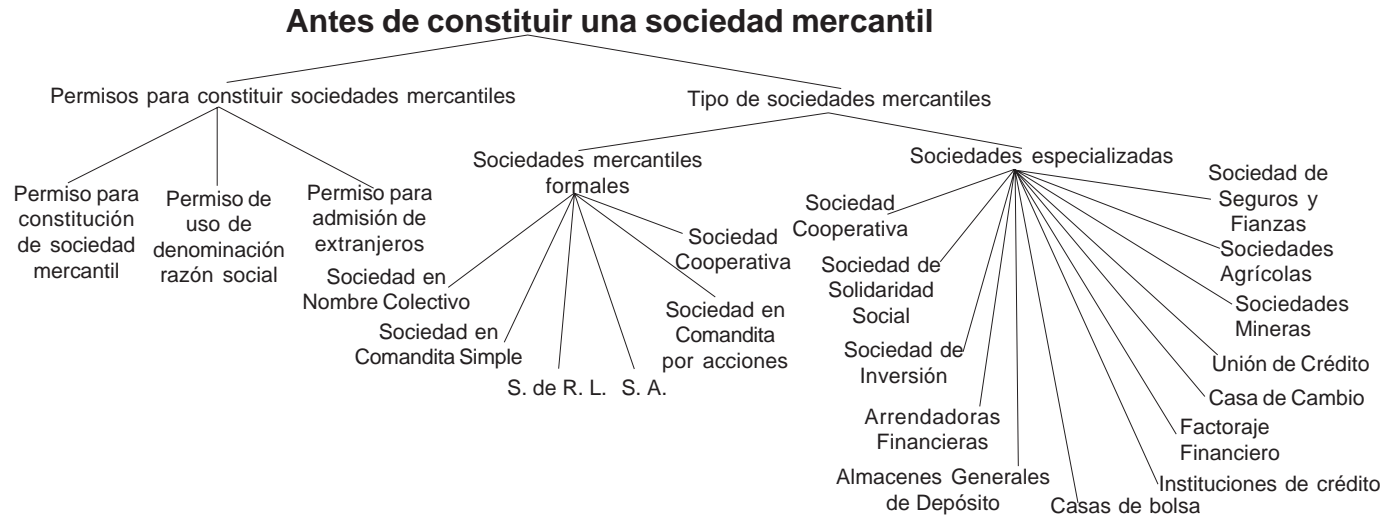 Antes de constituir una sociedad mercantil
Permisos para constituir sociedades mercantiles
Tipo de sociedades mercantiles
Permiso para
constitución
de sociedad
mercantil
Permiso de
uso de
denominación
razón social
Permiso para
admisión de
extranjeros
Sociedades mercantiles
formales
Sociedad en
Nombre Colectivo
Sociedad en
Comandita Simple
S. de R. L.
S. A.
Sociedad en
Comandita
por acciones
Sociedad
Cooperativa
Sociedades especializadas
Sociedad
Cooperativa
Sociedad de
Solidaridad
Social
Sociedad de
Inversión
Arrendadoras
Financieras
Almacenes Generales
de Depósito
Casas de bolsa
Instituciones de crédito
Factoraje
Financiero
Casa de Cambio
Unión de Crédito
Sociedades
Mineras
Sociedades
Agrícolas
Sociedad de
Seguros y
Fianzas